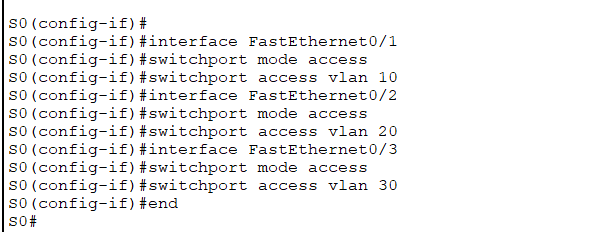 S0(config-if)#
S0(config-if)#interface FastEthernet0/1
S0(config-if)#switchport mode access
S0(config-if)#switchport access vlan 10
S0(config-if)#interface FastEthernet0/2
S0(config-if)#switchport mode access
S0(config-if)#switchport access vlan 20
S0(config-if)#interface FastEthernet0/3
S0(config-if)#switchport mode access
S0(config-if)#switchport access vlan 30
S0(config-if)#end
S0#